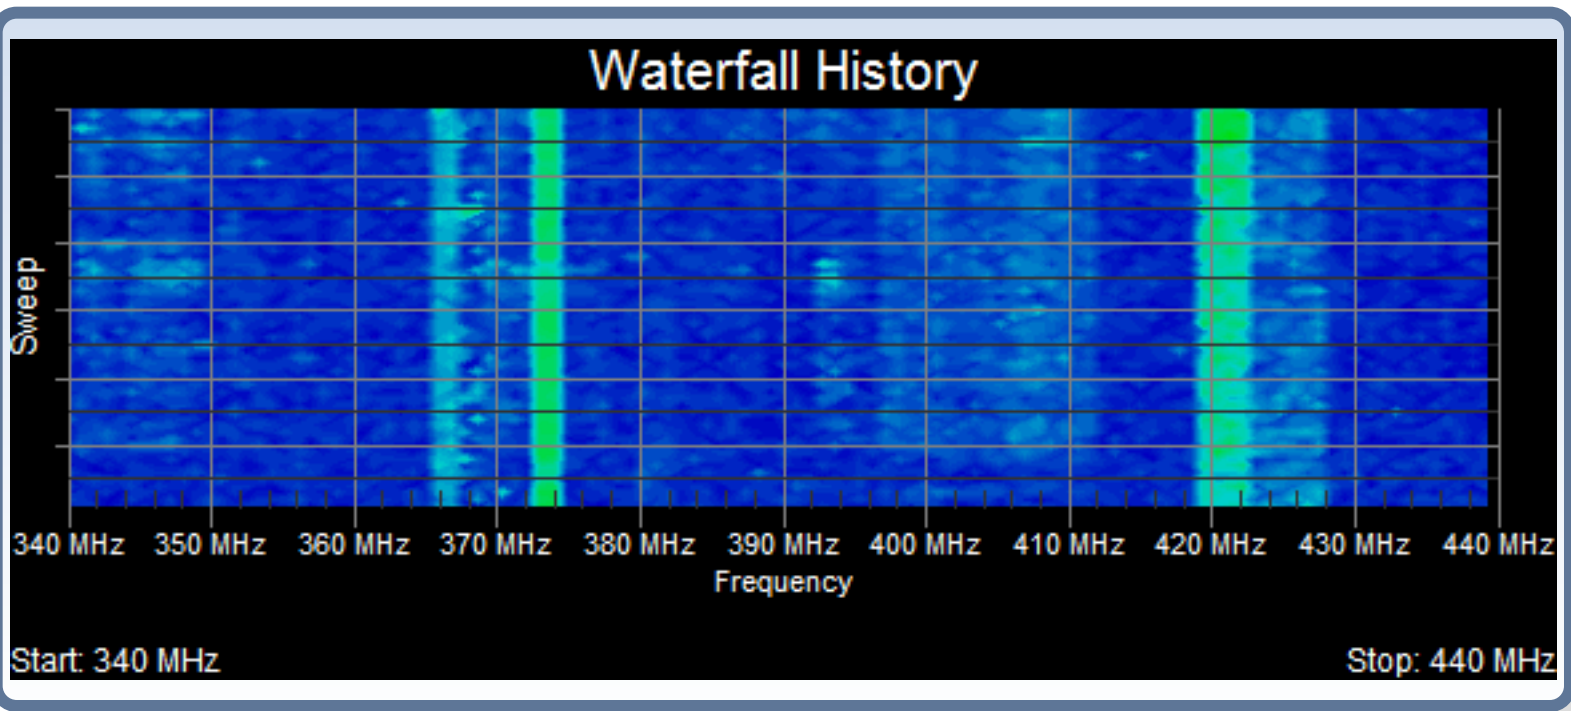 Waterfall History
Sweep
340 MHz 350 MHz 360 MHz 370 MHz 380 MHz 390 MHz 400 MHz 410 MHz 420 MHz 430 MHz 440 MHz
Frequency
Start: 340 MHz Stop: 440 MHz